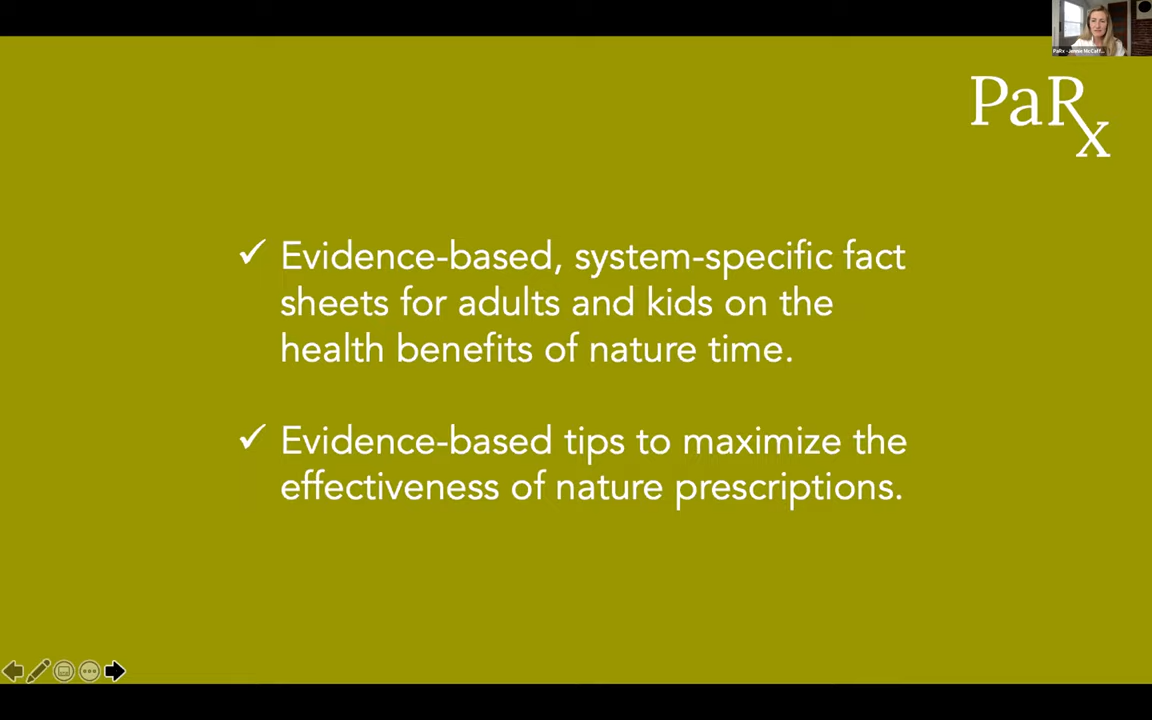 PaRx
✓ Evidence-based, system-specific fact
sheets for adults and kids on the
health benefits of nature time.
✓ Evidence-based tips to maximize the
effectiveness of nature prescriptions.